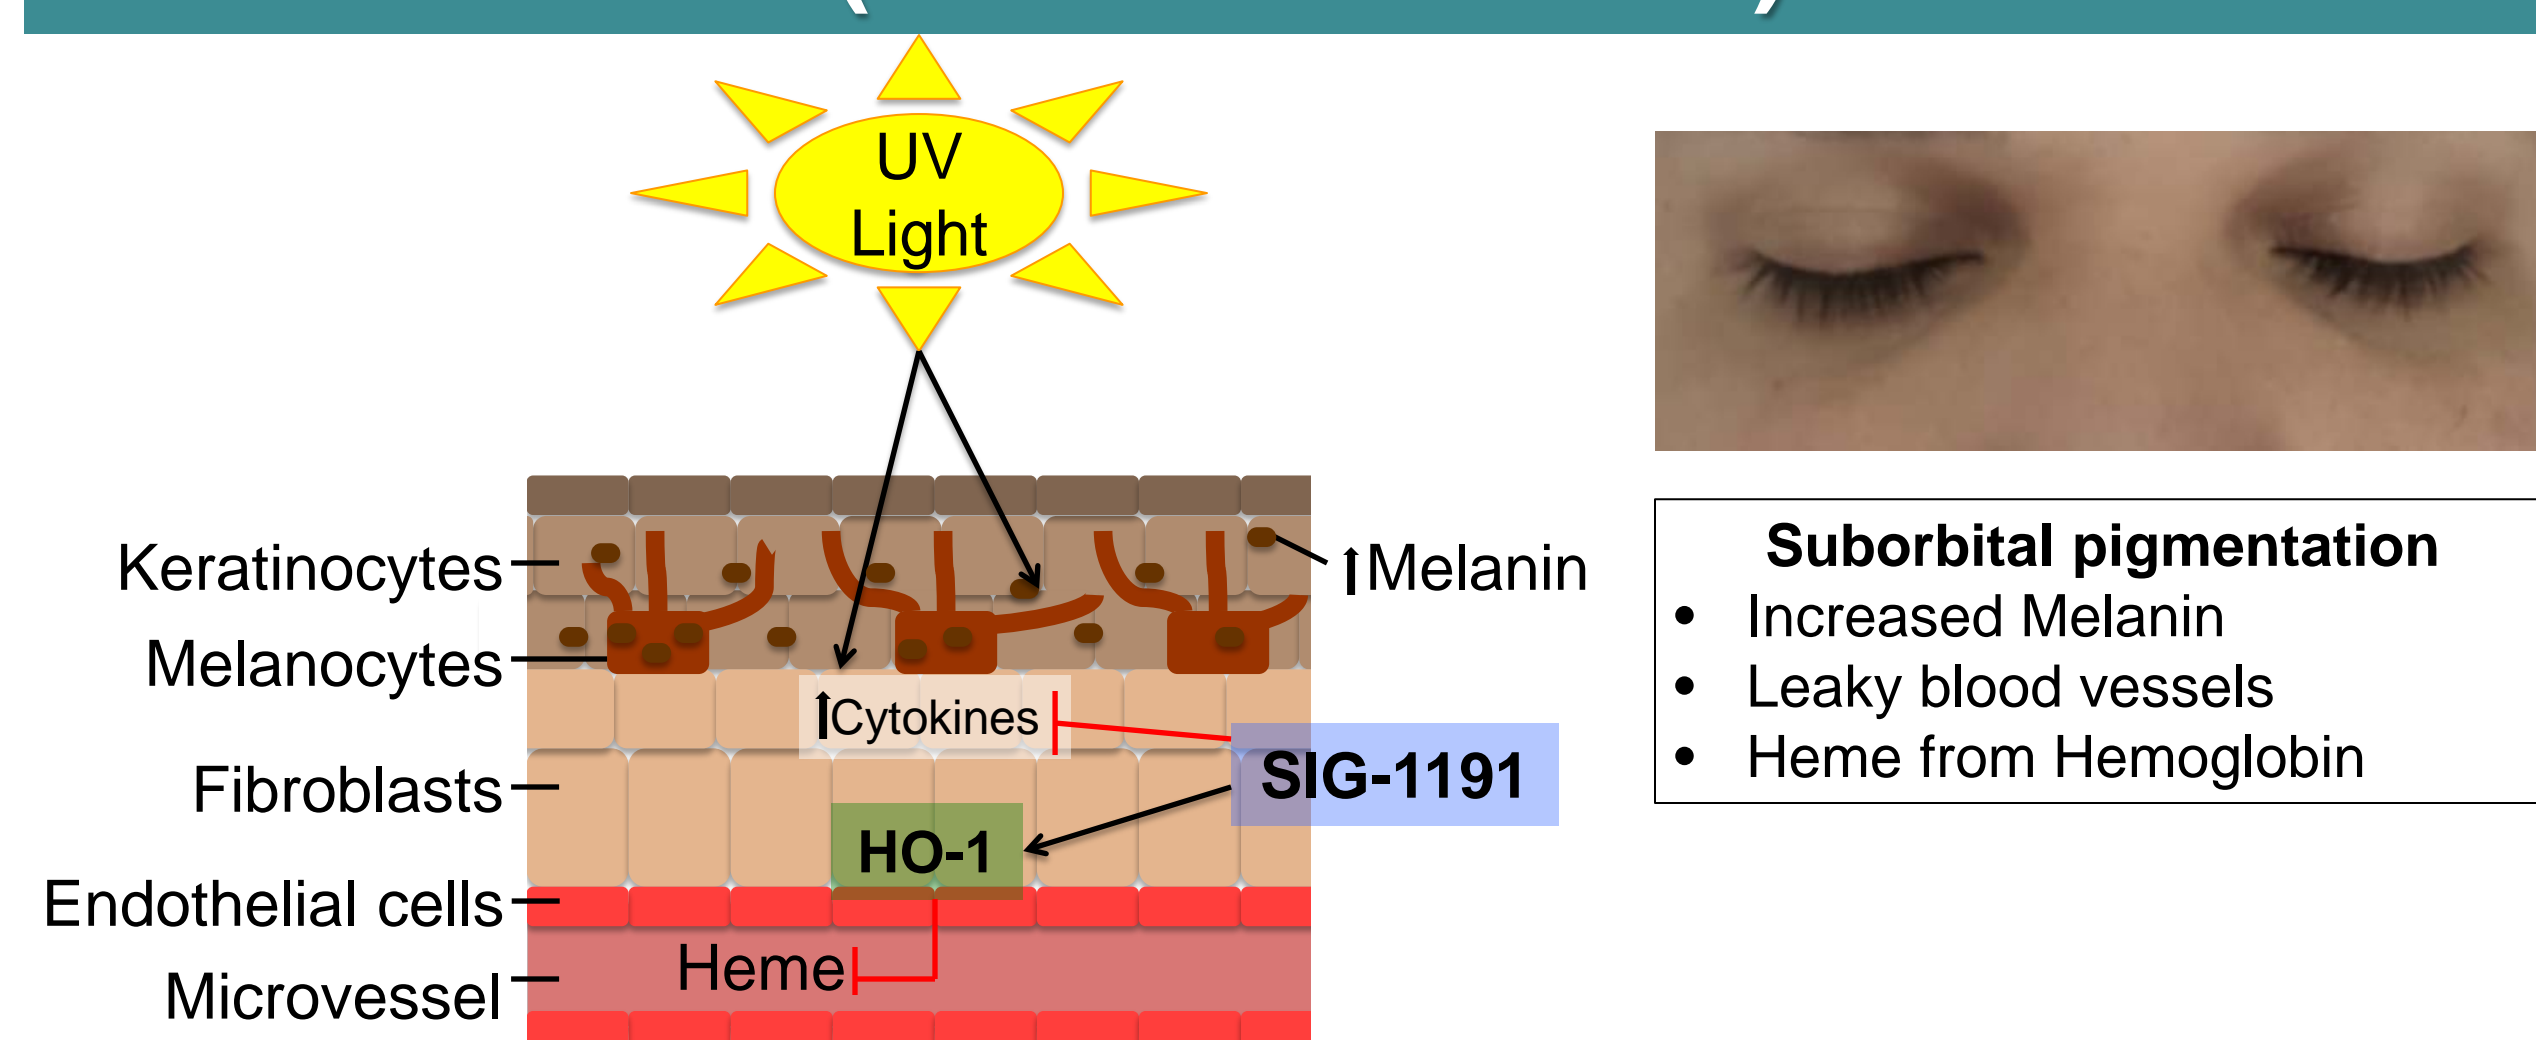 UV
Light
Keratinocytes
↑Melanin
Melanocytes
↑Cytokines
SIG-1191
Fibroblasts
HO-1
Endothelial cells
Heme
Microvessel
Suborbital pigmentation
• Increased Melanin
• Leaky blood vessels
• Heme from Hemoglobin